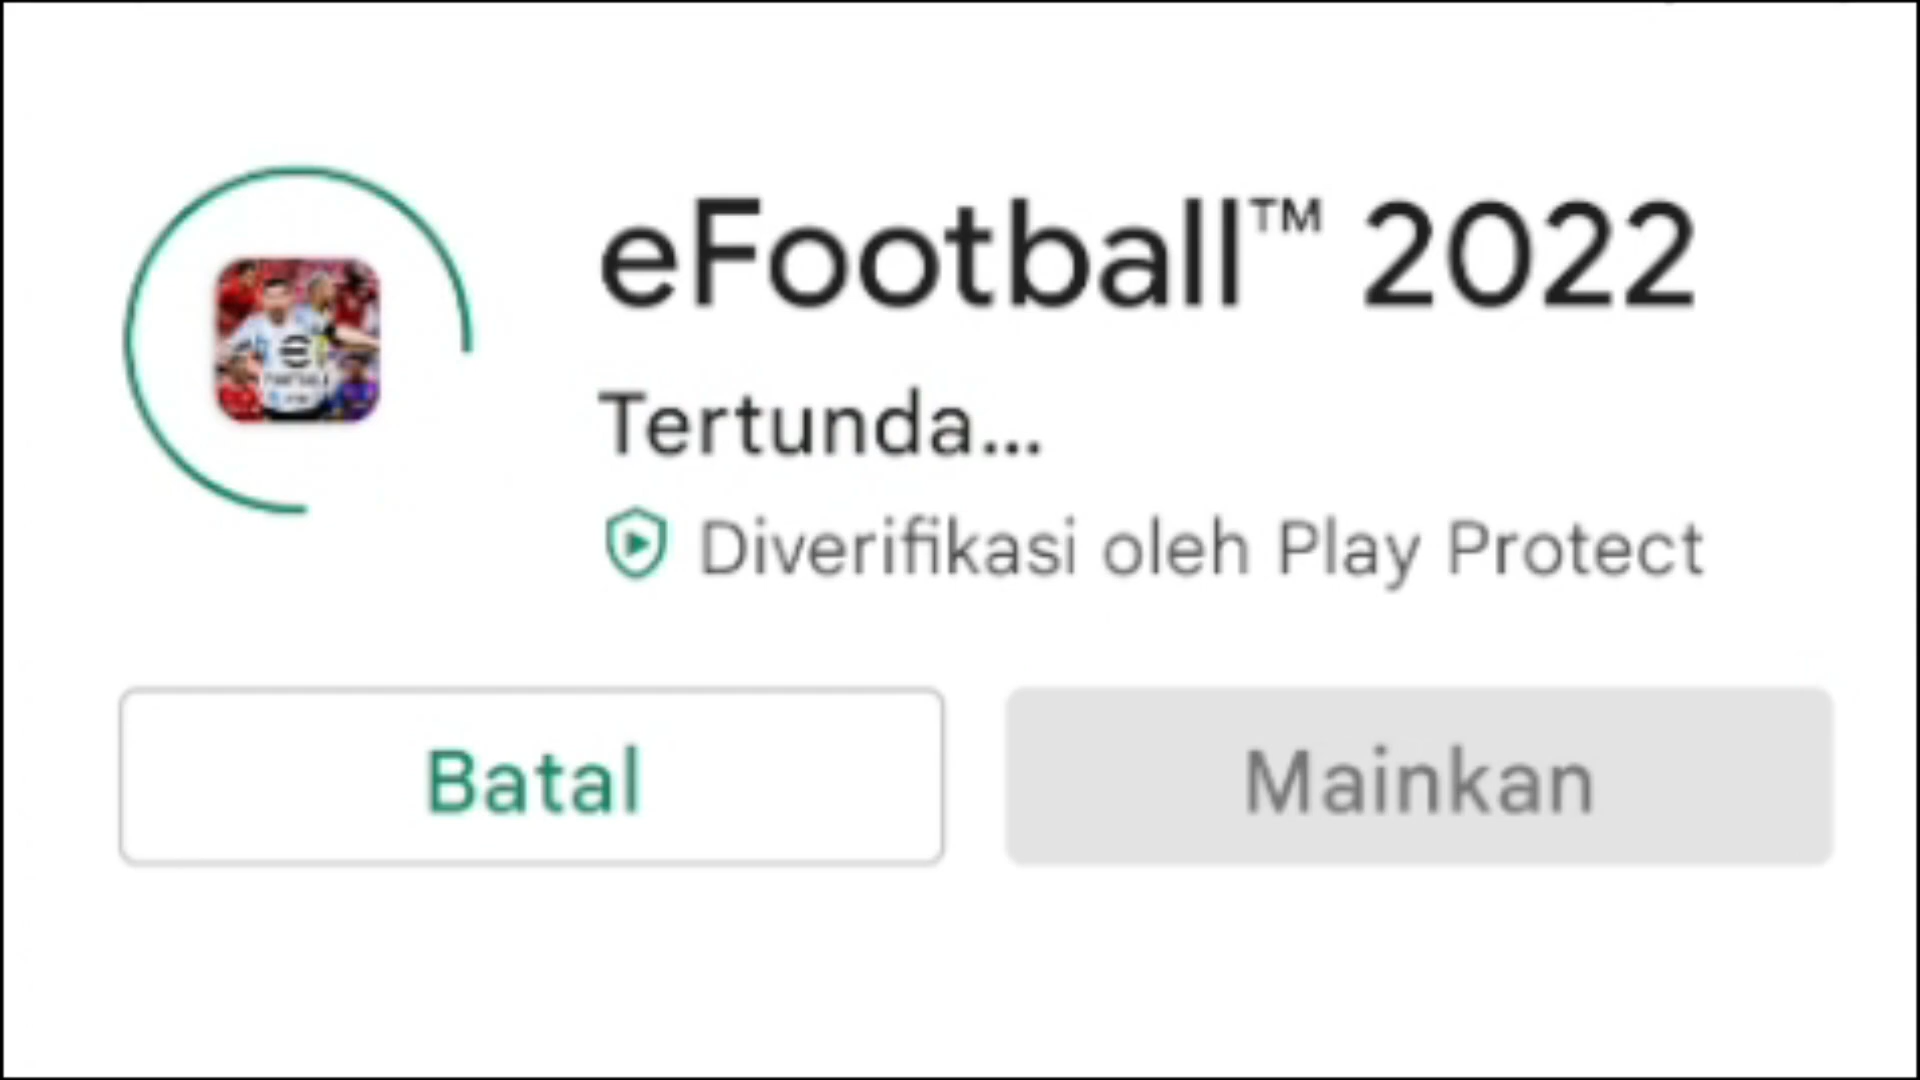 eFootball™ 2022
Tertunda...
Diverifikasi oleh Play Protect
Batal
Mainkan